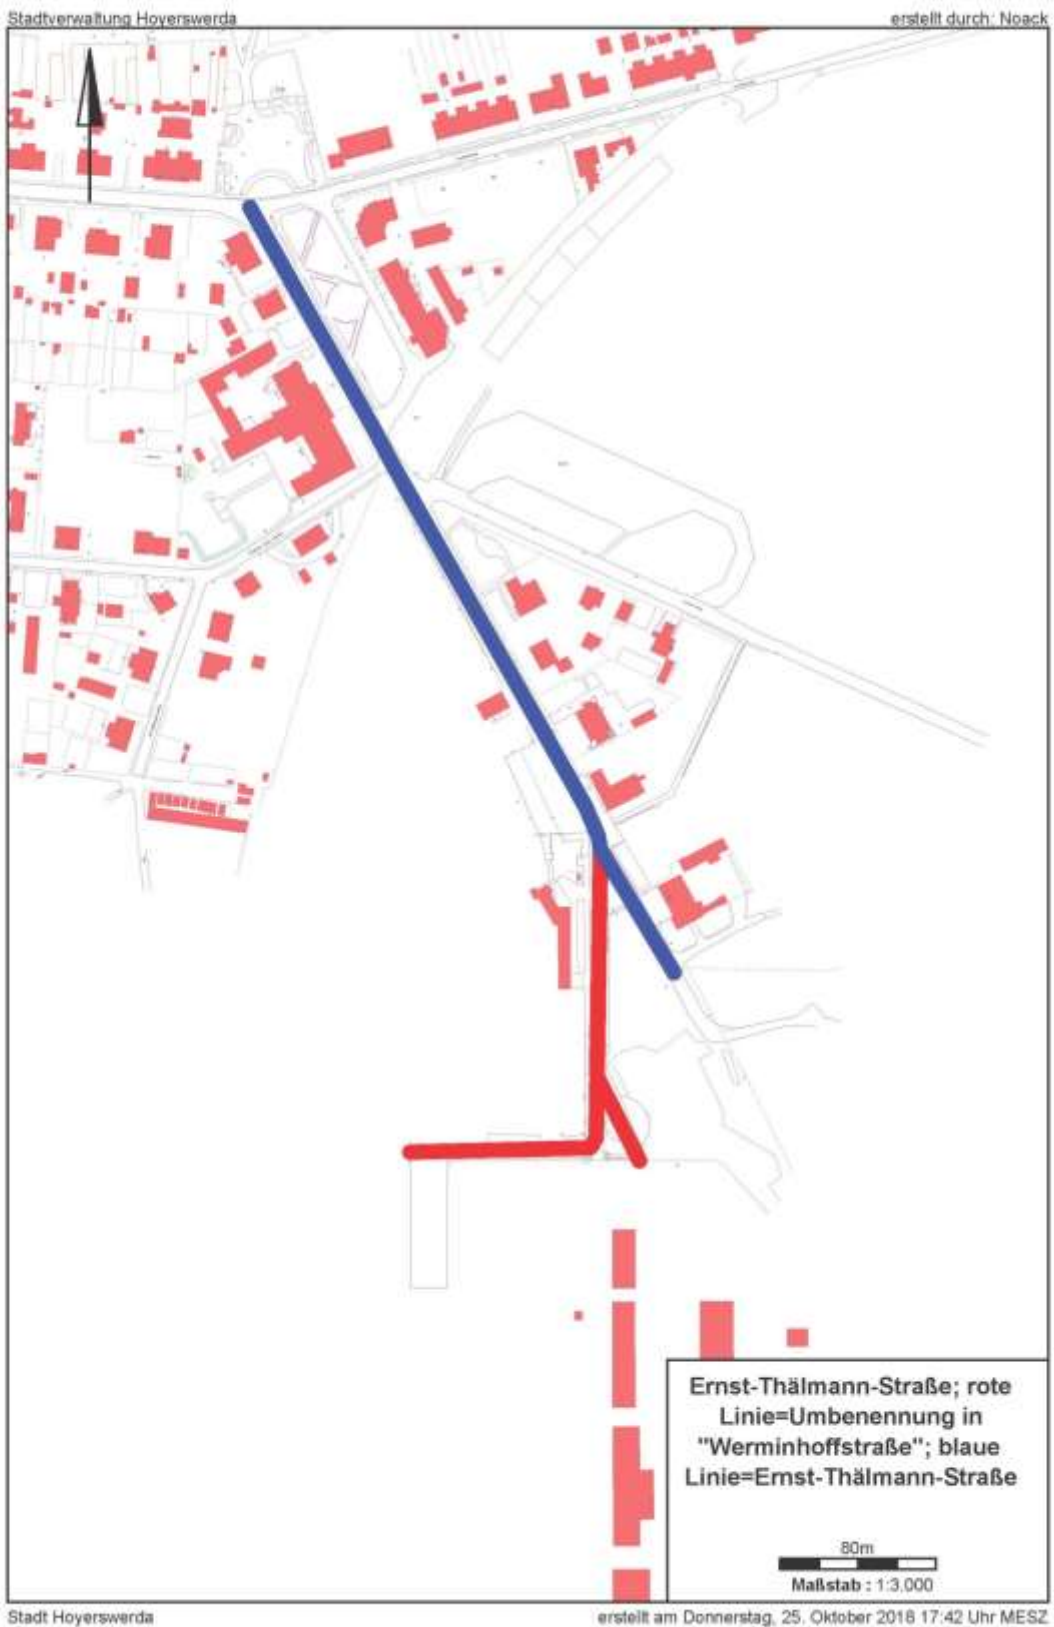 Stadtverwaltung Hoyerswerda
erstellt durch: Noack
Ernst-Thälmann-Straße; rote
Linie=Umbenennung in
"Werminhoffstraße"; blaue
Linie=Ernst-Thälmann-Straße
80m
Maßstab : 1:3.000
Stadt Hoyerswerda
erstellt am Donnerstag, 25. Oktober 2018 17:42 Uhr MESZ